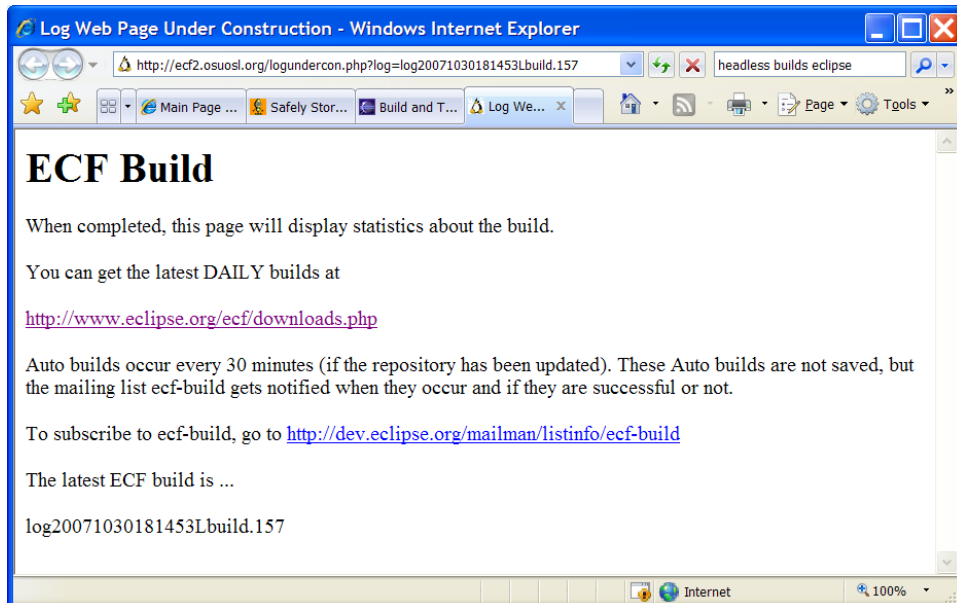 Log Web Page Under Construction - Windows Internet Explorer
http://ecf2.osuosl.org/logundercon.php?log=log20071030181453Lbuild.157
headless builds eclipse
Main Page ...
Safely Stor...
Build and T...
Log We...
Page
Tools
ECF Build
When completed, this page will display statistics about the build.
You can get the latest DAILY builds at
http://www.eclipse.org/ecf/downloads.php
Auto builds occur every 30 minutes (if the repository has been updated). These Auto builds are not saved, but
the mailing list ecf-build gets notified when they occur and if they are successful or not.
To subscribe to ecf-build, go to http://dev.eclipse.org/mailman/listinfo/ecf-build
The latest ECF build is ...
log20071030181453Lbuild.157
Internet
100%